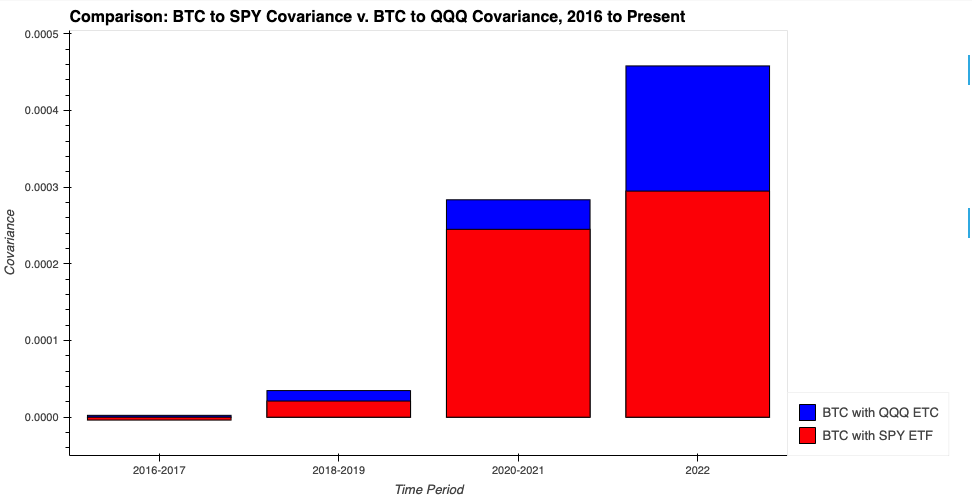 Comparison: BTC to SPY Covariance v. BTC to QQQ Covariance, 2016 to Present
0.0005
0.0004
0.0003
0.0002
0.0001
0.0000
Covariance
2016-2017
2018-2019
2020-2021
2022
Time Period
BTC with QQQ ETC
BTC with SPY ETF